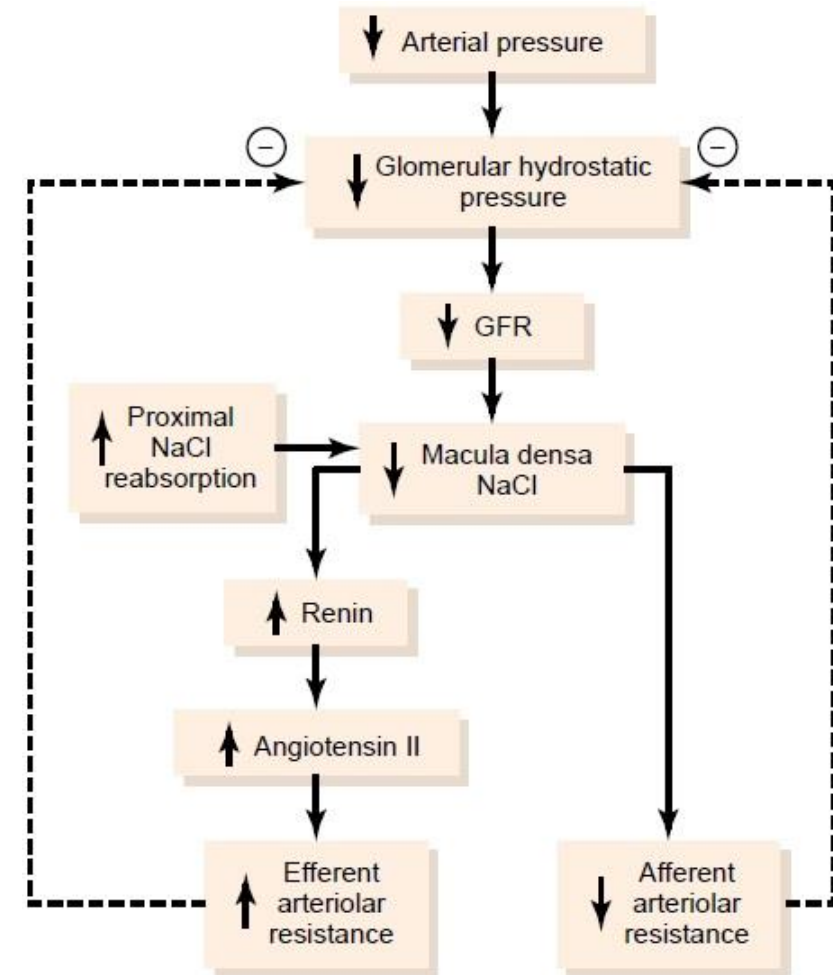 Arterial pressure
−
−
Glomerular hydrostatic
pressure
GFR
Proximal
NaCl
reabsorption
Macula densa
NaCl
Renin
Angiotensin II
Efferent
arteriolar
resistance
Afferent
arteriolar
resistance